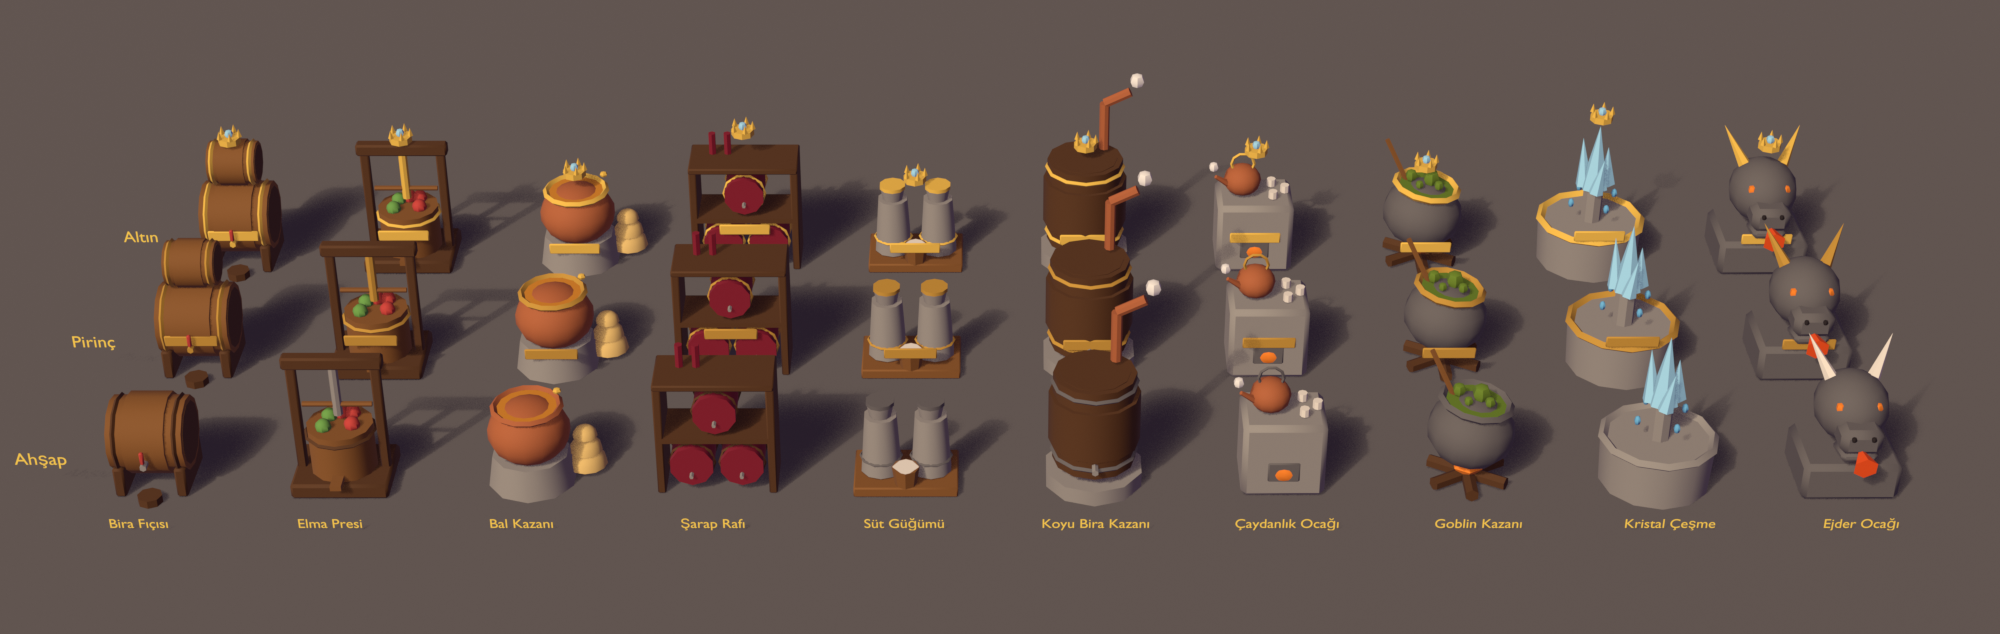 Altın
Pirinç
Ahşap
Bira Fıçısı
Elma Presi
Bal Kazanı
Şarap Rafı
Süt Güğümü
Koyu Bira Kazanı
Çaydanlık Ocağı
Goblin Kazanı
Kristal Çeşme
Ejder Ocağı